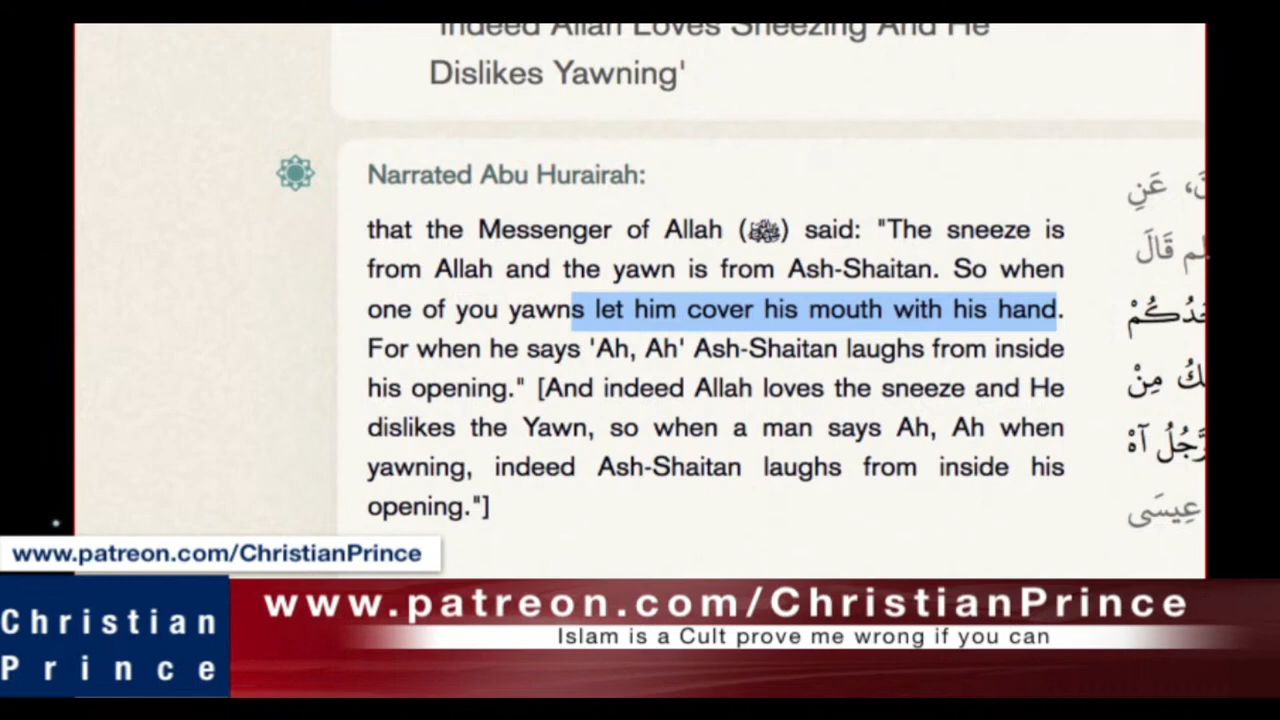 'Indeed Allah Loves Sneezing And He
Dislikes Yawning'
Narrated Abu Hurairah:
that the Messenger of Allah (ﷺ) said: "The sneeze is
from Allah and the yawn is from Ash-Shaitan. So when
one of you yawns let him cover his mouth with his hand.
For when he says 'Ah, Ah' Ash-Shaitan laughs from inside
his opening." [And indeed Allah loves the sneeze and He
dislikes the Yawn, so when a man says Ah, Ah when
yawning, indeed Ash-Shaitan laughs from inside his
opening."]
عَنِ
قَالَ
مِنْ
آهْ
عِيسَى
www.patreon.com/ChristianPrince
Christian
Prince
www.patreon.com/ChristianPrince
Islam is a Cult prove me wrong if you can